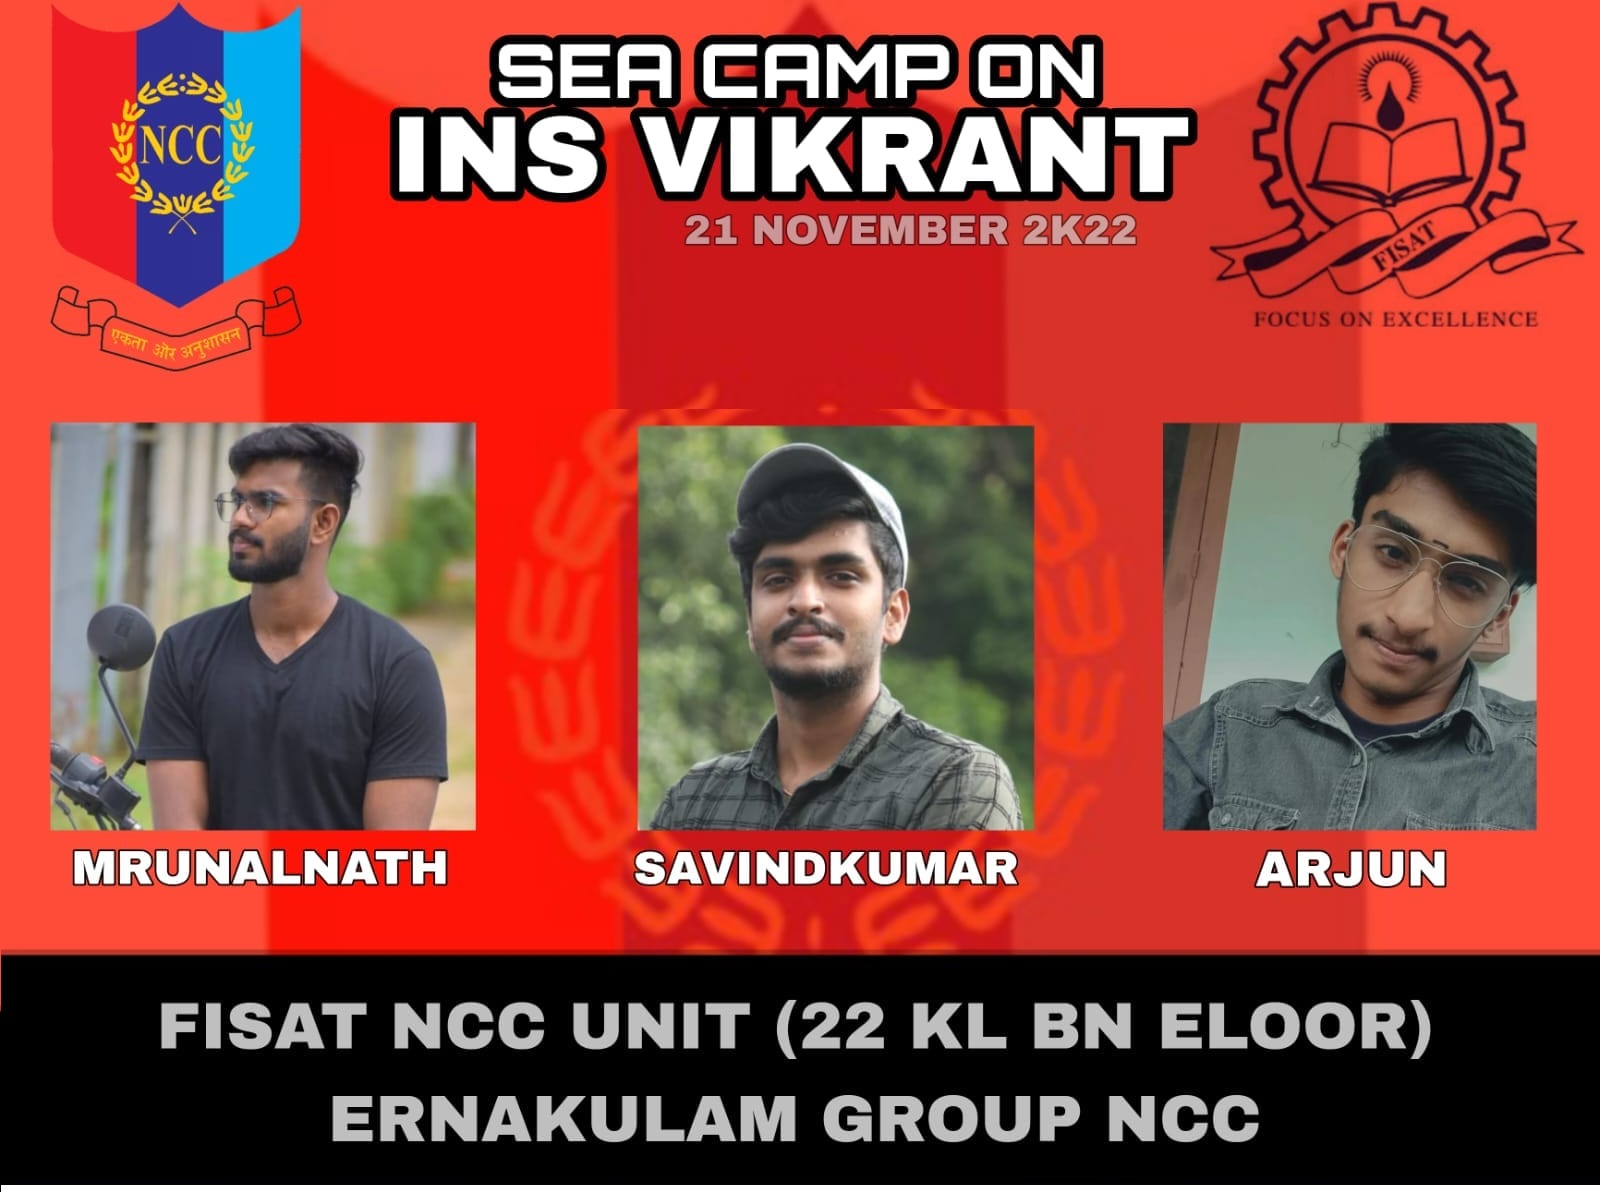 NCC
एकता और अनुशासन
SEA CAMP ON
INS VIKRANT
21 NOVEMBER 2K22
FISAT
FOCUS ON EXCELLENCE
MRUNALNATH
SAVINDKUMAR
ARJUN
FISAT NCC UNIT (22 KL BN ELOOR)
ERNAKULAM GROUP NCC